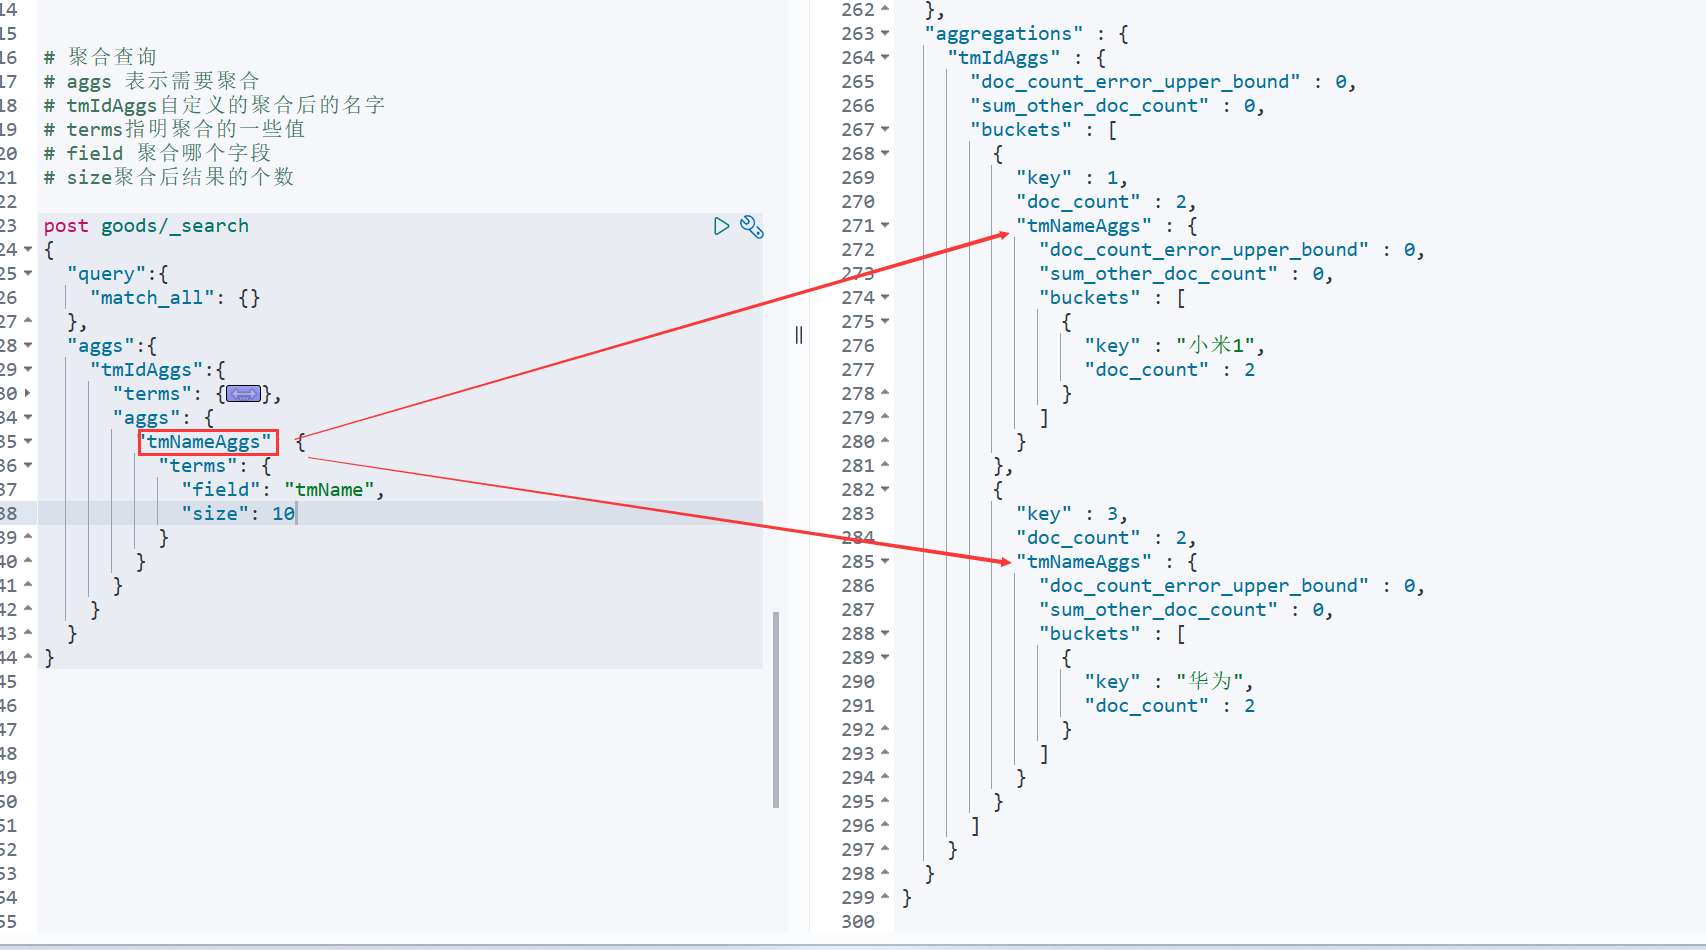 14
15
16 # 聚合查询
17 # aggs 表示需要聚合
18 # tmIdAggs自定义的聚合后的名字
19 # terms指明聚合的一些值
20 # field 聚合哪个字段
21 # size聚合后结果的个数
22
23 post goods/_search
24 {
25 "query":{
26 "match_all": {}
27 },
28 "aggs":{
29 "tmIdAggs":{
30 "terms": {},
34 "aggs": {
35 "tmNameAggs" {
36 "terms": {
37 "field": "tmName",
38 "size": 10
39 }
40 }
41 }
42 }
43 }
44 }
45
46
47
48
49
50
51
52
53
54
55
262 },
263 "aggregations" : {
264 "tmIdAggs" : {
265 "doc_count_error_upper_bound" : 0,
266 "sum_other_doc_count" : 0,
267 "buckets" : [
268 {
269 "key" : 1,
270 "doc_count" : 2,
271 "tmNameAggs" : {
272 "doc_count_error_upper_bound" : 0,
273 "sum_other_doc_count" : 0,
274 "buckets" : [
275 {
276 "key" : "小米1",
277 "doc_count" : 2
278 }
279 ]
280 }
281 },
282 {
283 "key" : 3,
284 "doc_count" : 2,
285 "tmNameAggs" : {
286 "doc_count_error_upper_bound" : 0,
287 "sum_other_doc_count" : 0,
288 "buckets" : [
289 {
290 "key" : "华为",
291 "doc_count" : 2
292 }
293 ]
294 }
295 }
296 ]
297 }
298 }
299 }
300